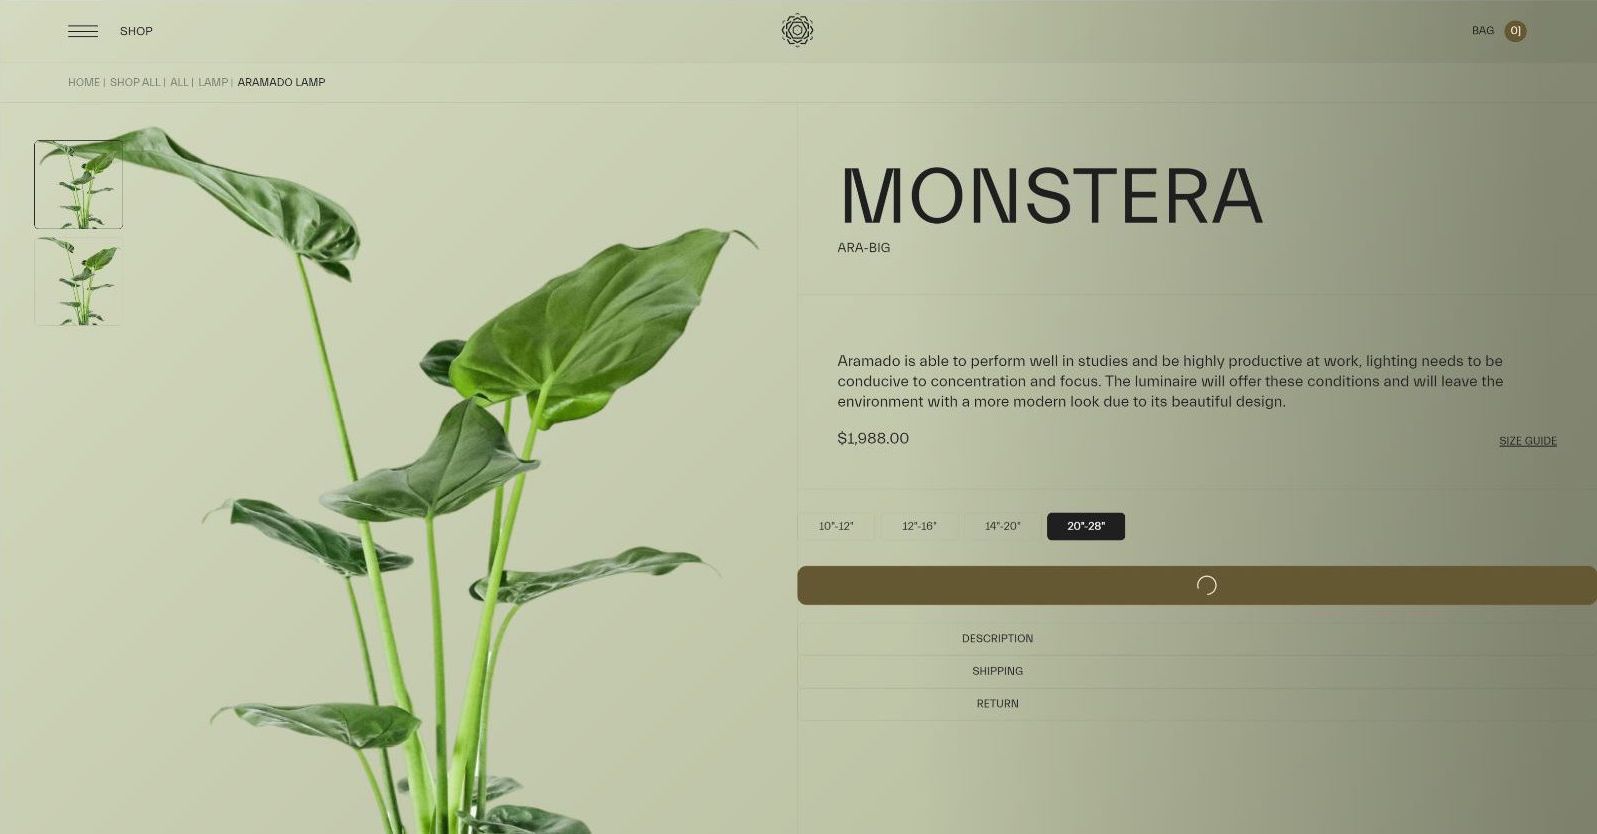 SHOP
BAG 0]
HOME | SHOP ALL | ALL | LAMP | ARAMADO LAMP
MONSTERA
ARA-BIG
Aramado is able to perform well in studies and be highly productive at work, lighting needs to be
conducive to concentration and focus. The luminaire will offer these conditions and will leave the
environment with a more modern look due to its beautiful design.
$1,988.00
SIZE GUIDE
10"-12" 12"-16" 14"-20" 20"-28"
DESCRIPTION
SHIPPING
RETURN